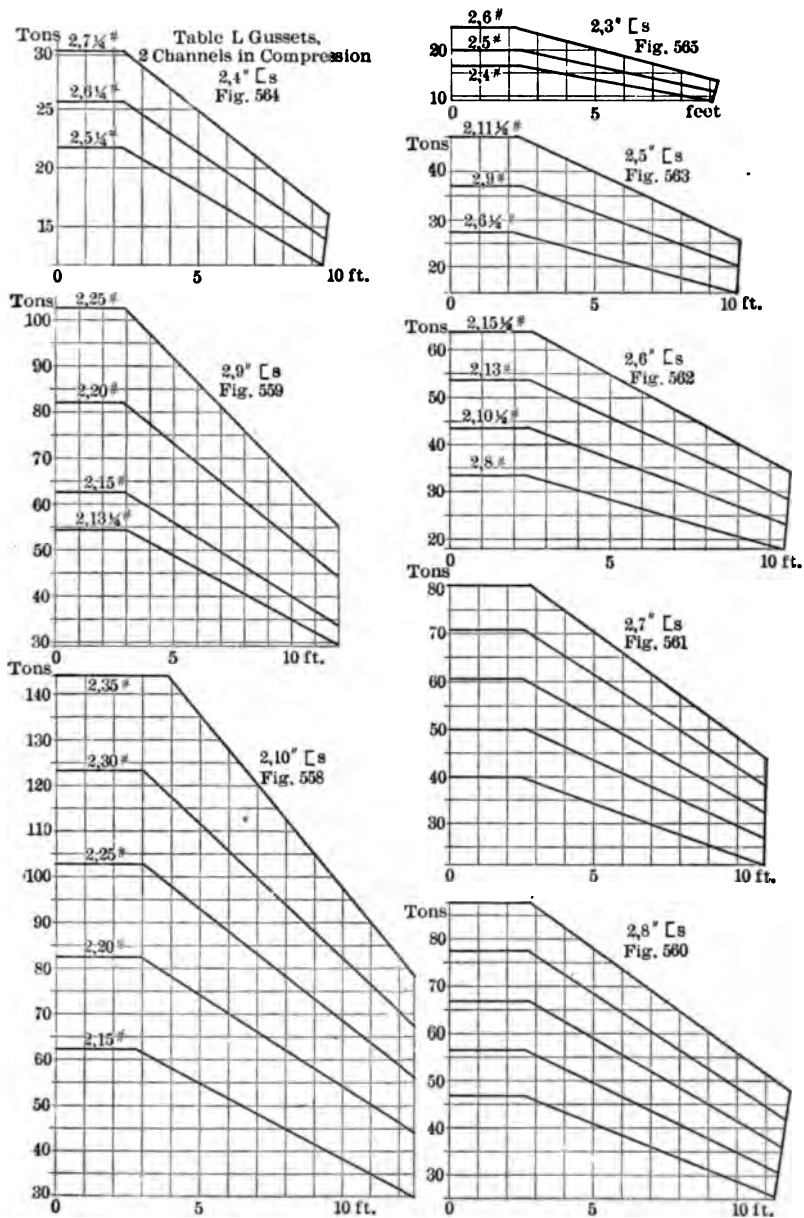 Table L Gussets,
2 Channels in Compression
2,4" [s
Fig. 564
Tons
30
25
20
15
2,7¼#
2,6¼#
2,5¼#
0 5 10 ft.
2,3" [s
Fig. 565
20
10
2,6#
2,5#
2,4#
0 5 feet
2,5" [s
Fig. 563
Tons
40
30
20
2,11½#
2,9#
2,6½#
0 5 10 ft.
2,9" [s
Fig. 559
Tons
100
90
80
70
60
50
40
30
2,25#
2,20#
2,15#
2,13¼#
0 5 10 ft.
2,6" [s
Fig. 562
Tons
60
50
40
30
20
2,15½#
2,13#
2,10½#
2,8#
0 5 10 ft.
2,7" [s
Fig. 561
Tons
80
70
60
50
40
30
0 5 10 ft.
2,10" [s
Fig. 558
Tons
140
130
120
110
100
90
80
70
60
50
40
30
2,35#
2,30#
2,25#
2,20#
2,15#
0 5 10 ft.
2,8" [s
Fig. 560
Tons
80
70
60
50
40
30
0 5 10 ft.